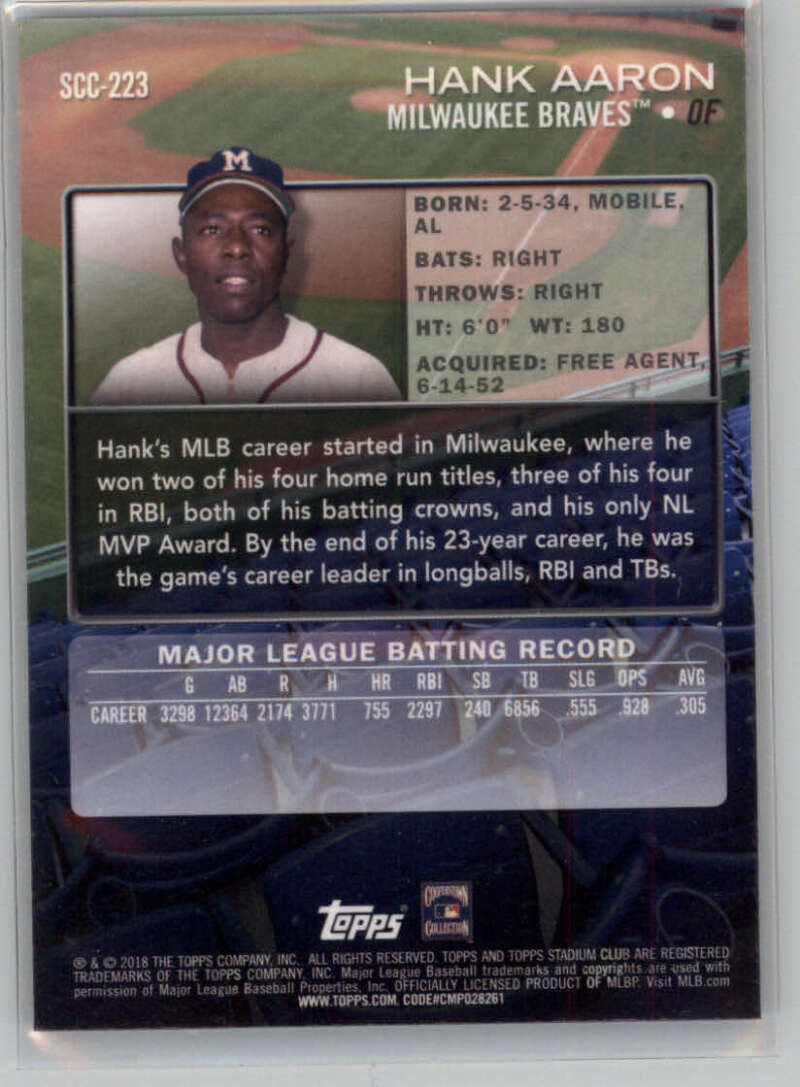 SCC-223
HANK AARON
MILWAUKEE BRAVES™ • OF
M
BORN: 2-5-34, MOBILE,
AL
BATS: RIGHT
THROWS: RIGHT
HT: 6'0" WT: 180
ACQUIRED: FREE AGENT,
6-14-52
Hank's MLB career started in Milwaukee, where he
won two of his four home run titles, three of his four
in RBI, both of his batting crowns, and his only NL
MVP Award. By the end of his 23-year career, he was
the game's career leader in longballs, RBI and TBs.
MAJOR LEAGUE BATTING RECORD
G AB R H HR RBI SB TB SLG OPS AVG
CAREER 3298 12364 2174 3771 755 2297 240 6856 .555 .928 .305
topps
COOPERSTOWN
COLLECTION
® & © 2018 THE TOPPS COMPANY, INC. ALL RIGHTS RESERVED. TOPPS AND TOPPS STADIUM CLUB ARE REGISTERED
TRADEMARKS OF THE TOPPS COMPANY, INC. Major League Baseball trademarks and copyrights are used with
permission of Major League Baseball Properties, Inc. OFFICIALLY LICENSED PRODUCT OF MLBP. Visit MLB.com
WWW.TOPPS.COM. CODE#CMP028261